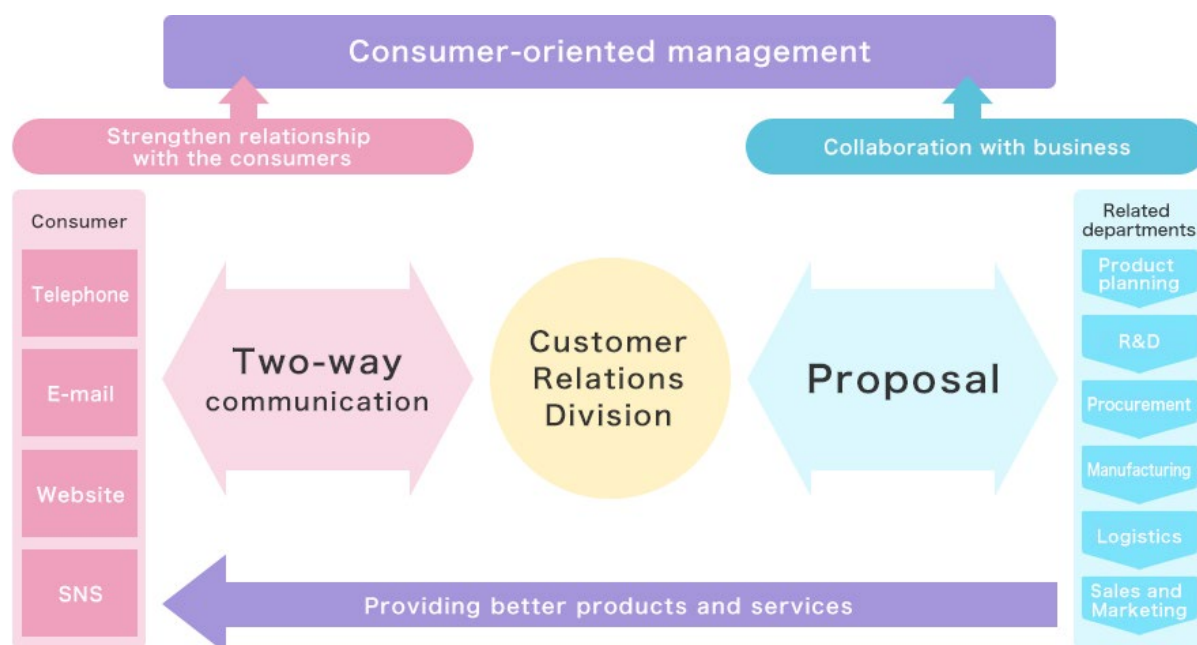 Consumer-oriented management
Strengthen relationship
with the consumers
Collaboration with business
Consumer
Telephone
E-mail
Website
SNS
Two-way
communication
Customer
Relations
Division
Proposal
Related
departments
Product
planning
R&D
Procurement
Manufacturing
Logistics
Sales and
Marketing
Providing better products and services